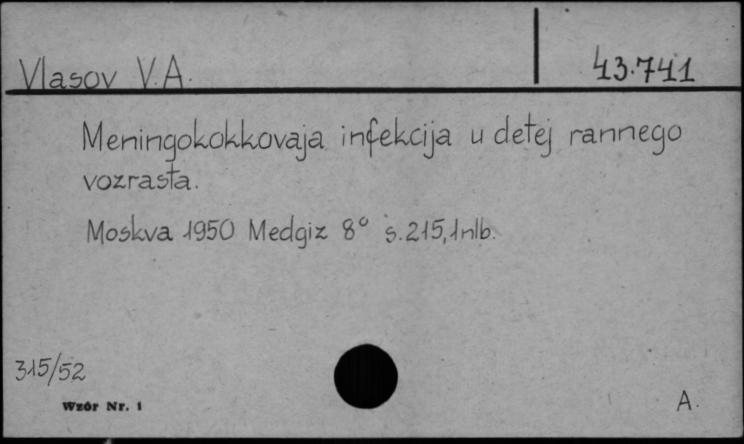 Vlasov V.A. 43.741
Meningokokkovaja infekcija u detej rannego
vozrasta.
Moskva 1950 Medgiz 8° s.215,1nlb.
315/52
Wzór Nr. 1
A.